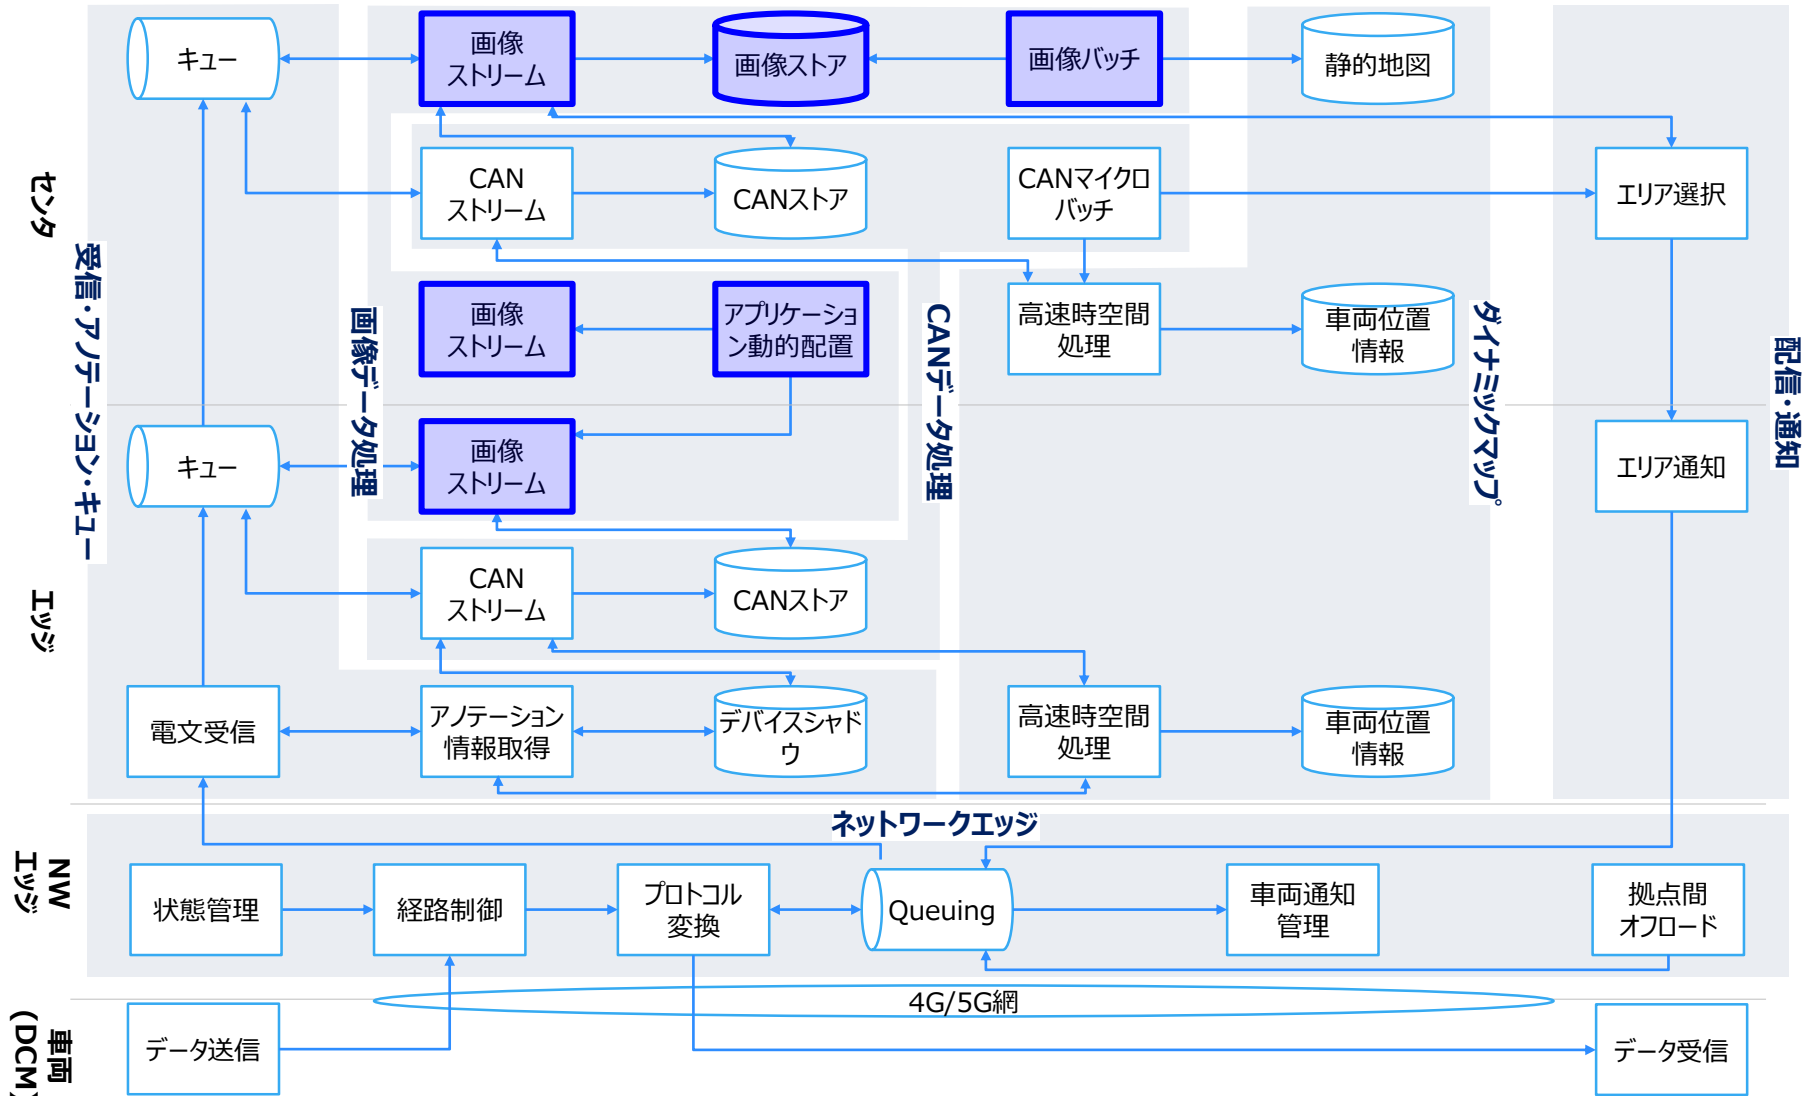 キュー
画像
ストリーム
画像ストア
画像バッチ
静的地図
センタ
CAN
ストリーム
CANストア
CANマイクロ
バッチ
エリア選択
受信・アノテーション・キュー
画像データ処理
画像
ストリーム
アプリケーショ
ン動的配置
CANデータ処理
高速時空間
処理
車両位置
情報
ダイナミックマップ
配信・通知
キュー
画像
ストリーム
エリア通知
エッジ
CAN
ストリーム
CANストア
電文受信
アノテーション
情報取得
デバイスシャド
ウ
高速時空間
処理
車両位置
情報
ネットワークエッジ
NW
エッジ
状態管理
経路制御
プロトコル
変換
Queuing
車両通知
管理
拠点間
オフロード
4G/5G網
車両
(DCM)
データ送信
データ受信